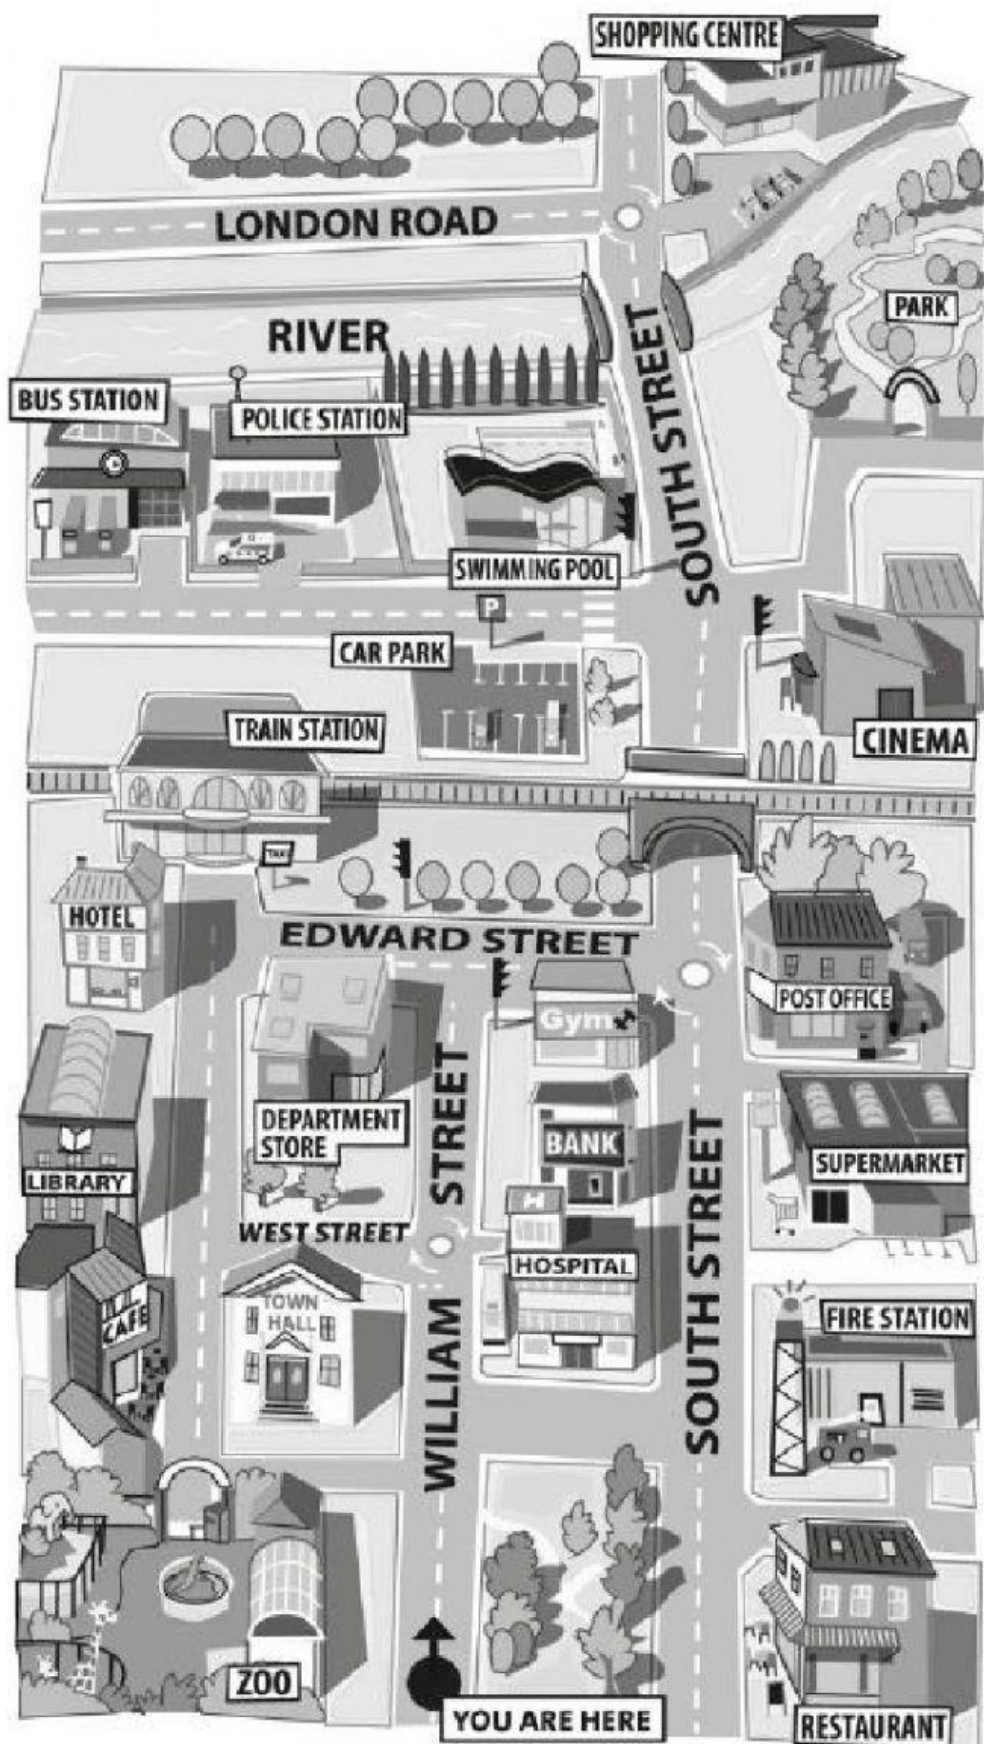 SHOPPING CENTRE
LONDON ROAD
RIVER
SOUTH STREET
PARK
BUS STATION
POLICE STATION
SWIMMING POOL
P
CAR PARK
TRAIN STATION
CINEMA
TAXI
HOTEL
EDWARD STREET
Gym
POST OFFICE
DEPARTMENT
STORE
WILLIAM STREET
BANK
SOUTH STREET
SUPERMARKET
LIBRARY
WEST STREET
H
HOSPITAL
CAFE
TOWN
HALL
FIRE STATION
ZOO
YOU ARE HERE
RESTAURANT